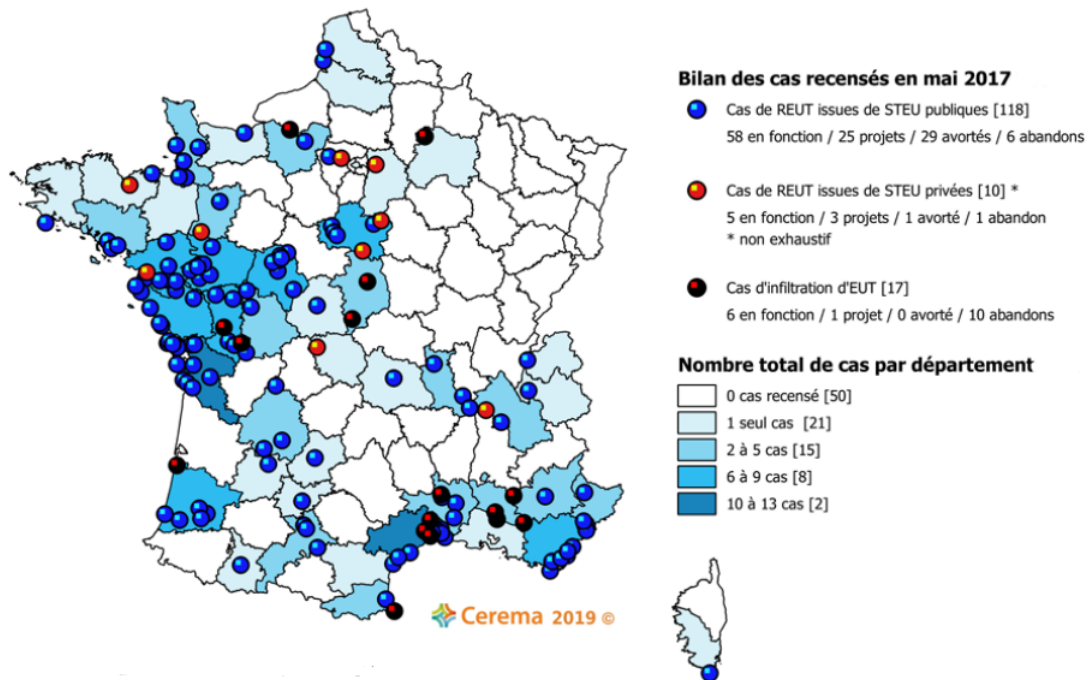 Bilan des cas recensés en mai 2017
Cas de REUT issues de STEU publiques [118]
58 en fonction / 25 projets / 29 avortés / 6 abandons
Cas de REUT issues de STEU privées [10] *
5 en fonction / 3 projets / 1 avorté / 1 abandon
* non exhaustif
Cas d'infiltration d'EUT [17]
6 en fonction / 1 projet / 0 avorté / 10 abandons
Nombre total de cas par département
0 cas recensé [50]
1 seul cas [21]
2 à 5 cas [15]
6 à 9 cas [8]
10 à 13 cas [2]
Cerema 2019 ©